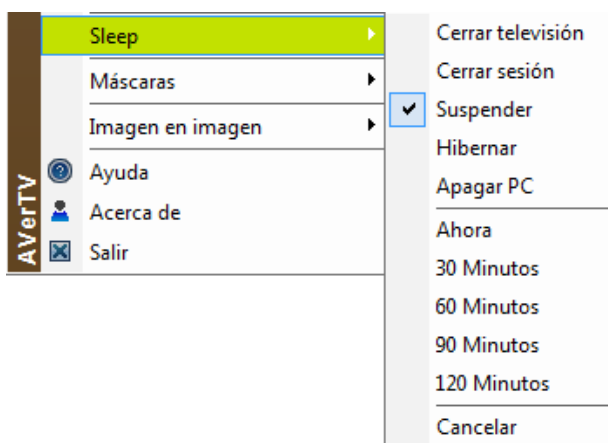 Sleep
Máscaras
Imagen en imagen
Ayuda
Acerca de
Salir
AVerTV
Cerrar televisión
Cerrar sesión
Suspender
Hibernar
Apagar PC
Ahora
30 Minutos
60 Minutos
90 Minutos
120 Minutos
Cancelar